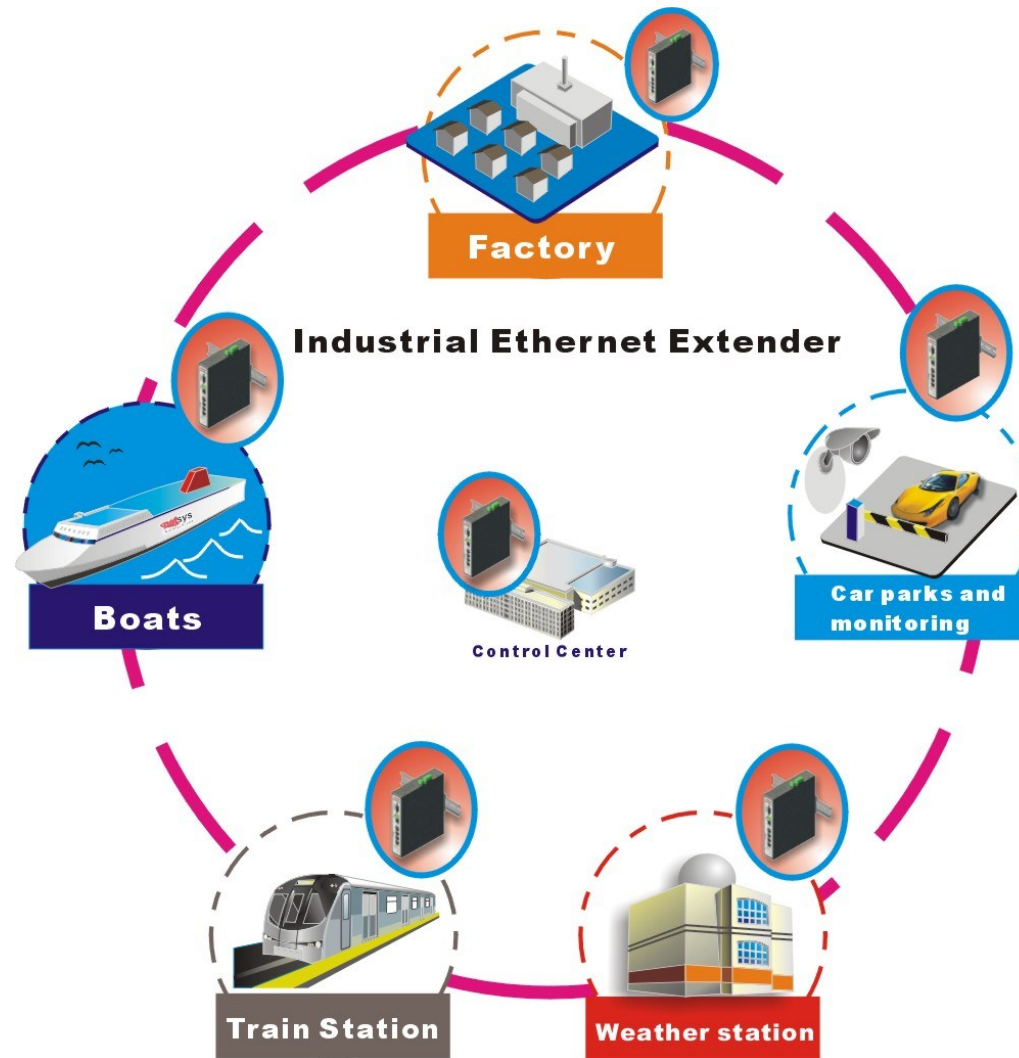 Factory
Industrial Ethernet Extender
Boats
Car parks and
monitoring
Control Center
Train Station
Weather station